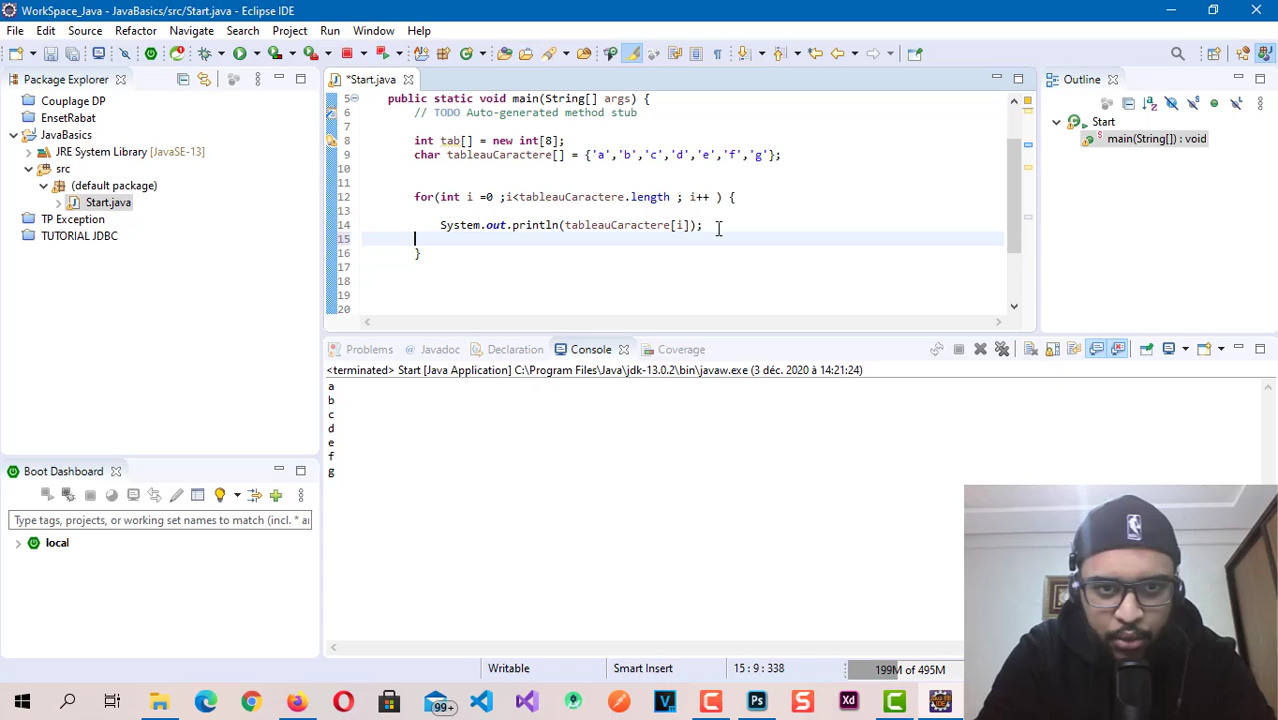 WorkSpace_Java - JavaBasics/src/Start.java - Eclipse IDE
File Edit Source Refactor Navigate Search Project Run Window Help
Package Explorer
Couplage DP
EnsetRabat
JavaBasics
JRE System Library [JavaSE-13]
src
(default package)
Start.java
TP Exception
TUTORIAL JDBC
*Start.java
5 public static void main(String[] args) {
6 // TODO Auto-generated method stub
7
8 int tab[] = new int[8];
9 char tableauCaractere[] = {'a','b','c','d','e','f','g'};
10
11
12 for(int i =0 ;i<tableauCaractere.length ; i++ ) {
13
14 System.out.println(tableauCaractere[i]);
15
16 }
17
18
19
20
Outline
Start
main(String[]) : void
Problems Javadoc Declaration Console Coverage
<terminated> Start [Java Application] C:\Program Files\Java\jdk-13.0.2\bin\javaw.exe (3 déc. 2020 à 14:21:24)
a
b
c
d
e
f
g
Boot Dashboard
Type tags, projects, or working set names to match (incl. * a
local
Writable Smart Insert 15 : 9 : 338 199M of 495M
99+
Ps
Xd